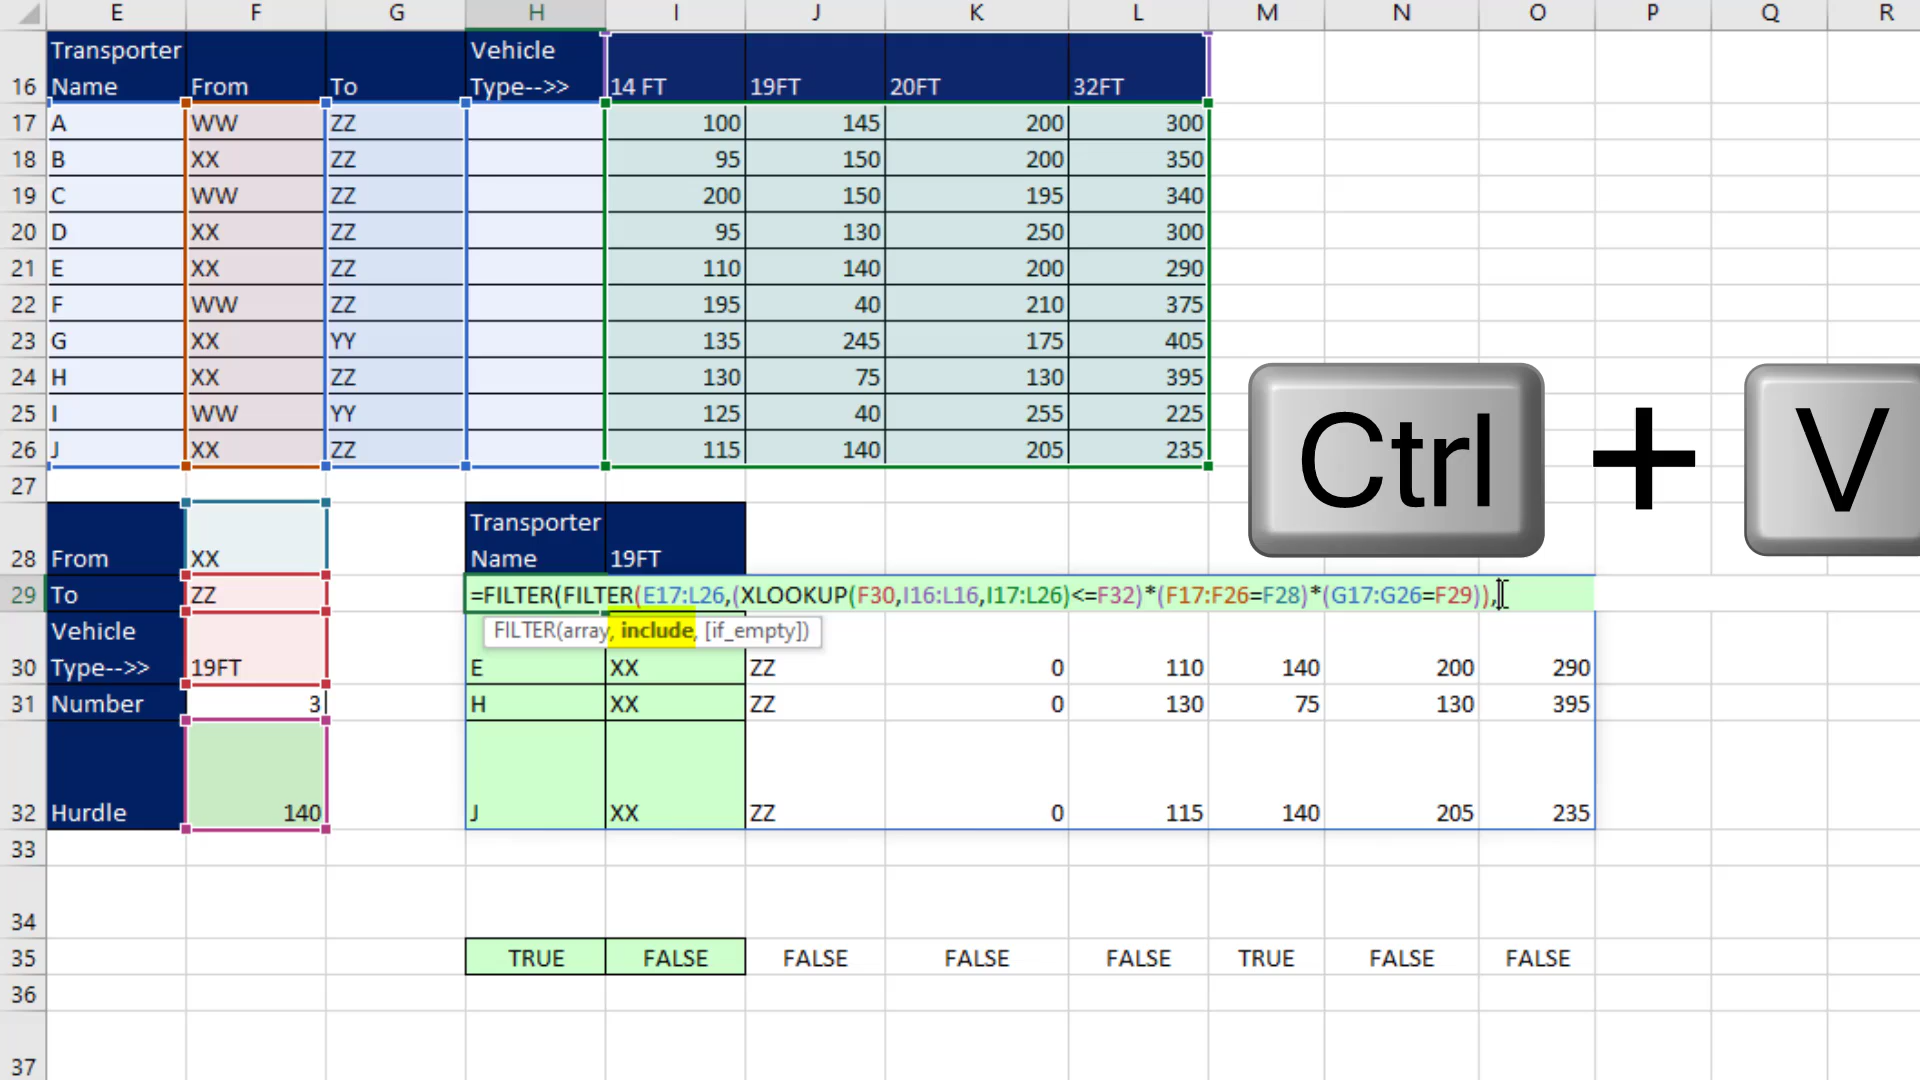 E F G H I J K L M N O P Q R
16 Transporter Name From To Vehicle Type-->> 14 FT 19FT 20FT 32FT
17 A WW ZZ 100 145 200 300
18 B XX ZZ 95 150 200 350
19 C WW ZZ 200 150 195 340
20 D XX ZZ 95 130 250 300
21 E XX ZZ 110 140 200 290
22 F WW ZZ 195 40 210 375
23 G XX YY 135 245 175 405
24 H XX ZZ 130 75 130 395
25 I WW YY 125 40 255 225
26 J XX ZZ 115 140 205 235
Ctrl + V
27
28 From XX Transporter Name 19FT
29 To ZZ =FILTER(FILTER(E17:L26,(XLOOKUP(F30,I16:L16,I17:L26)<=F32)*(F17:F26=F28)*(G17:G26=F29)),
FILTER(array, include, [if_empty])
30 Vehicle Type-->> 19FT E XX ZZ 0 110 140 200 290
31 Number 3 H XX ZZ 0 130 75 130 395
32 Hurdle 140 J XX ZZ 0 115 140 205 235
33
34
35 TRUE FALSE FALSE FALSE FALSE TRUE FALSE FALSE
36
37